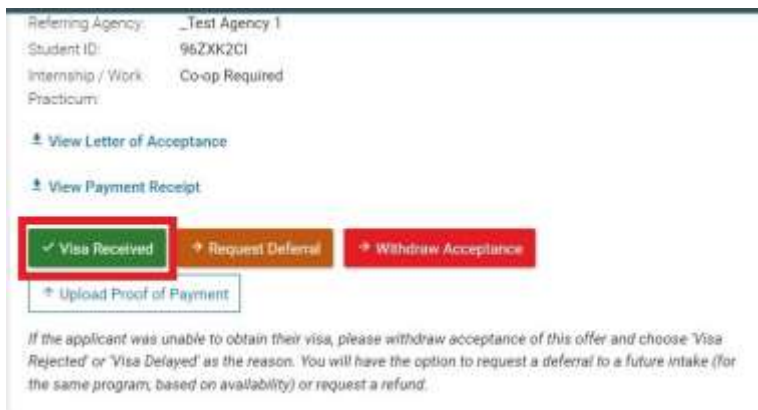 Referring Agency: _Test Agency 1
Student ID: 96ZXK2CI
Internship / Work Co-op Required
Practicum:
View Letter of Acceptance
View Payment Receipt
Visa Received Request Deferral Withdraw Acceptance
Upload Proof of Payment
If the applicant was unable to obtain their visa, please withdraw acceptance of this offer and choose 'Visa
Rejected' or 'Visa Delayed' as the reason. You will have the option to request a deferral to a future intake (for
the same program, based on availability) or request a refund.